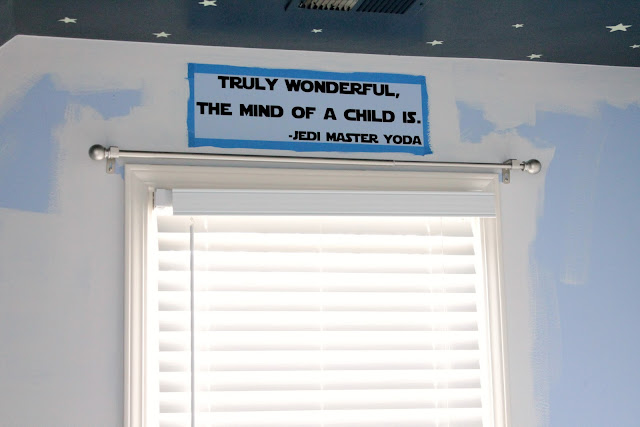 TRULY WONDERFUL,
THE MIND OF A CHILD IS.
-JEDI MASTER YODA